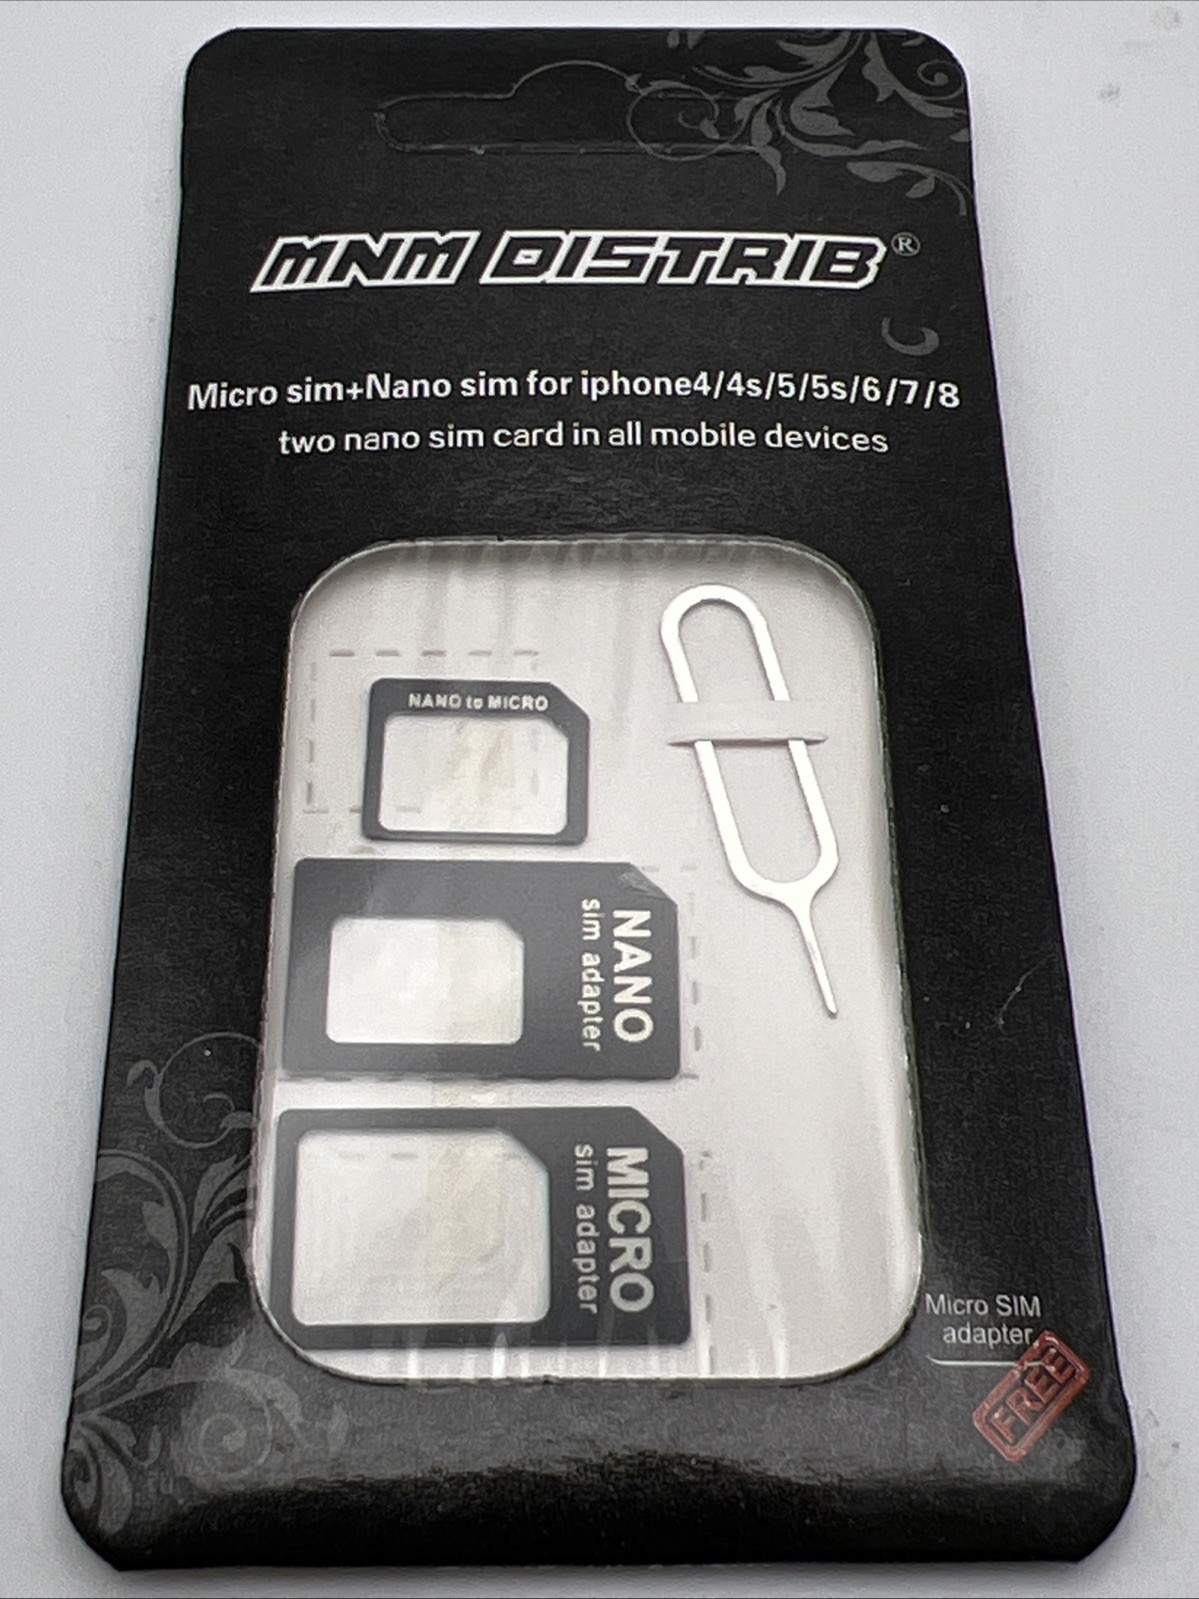 MNM DISTRIB®
Micro sim+Nano sim for iphone4/4s/5/5s/6/7/8
two nano sim card in all mobile devices
NANO to MICRO
NANO
sim adapter
MICRO
sim adapter
Micro SIM
adapter
FREE